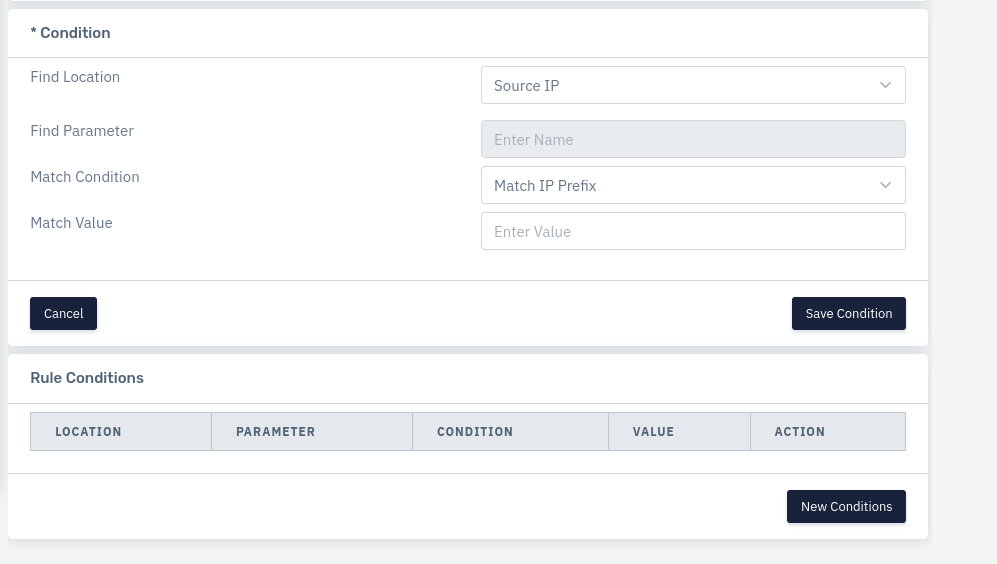 * Condition
Find Location
Source IP
Find Parameter
Enter Name
Match Condition
Match IP Prefix
Match Value
Enter Value
Cancel
Save Condition
Rule Conditions
LOCATION PARAMETER CONDITION VALUE ACTION
New Conditions